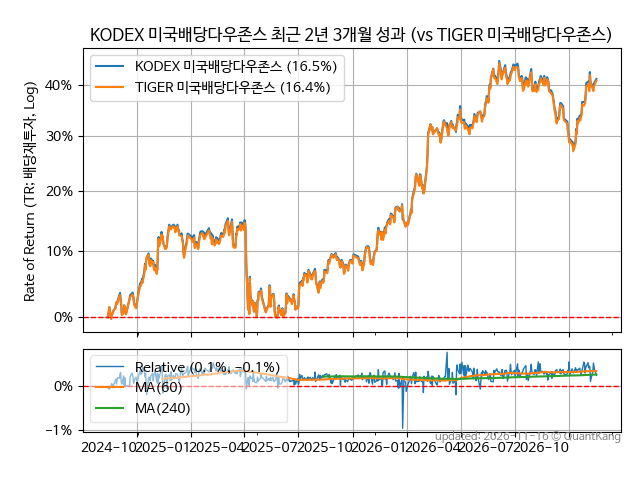 KODEX 미국배당다우존스 최근 2년 3개월 성과 (vs TIGER 미국배당다우존스)
KODEX 미국배당다우존스 (16.5%)
TIGER 미국배당다우존스 (16.4%)
Rate of Return (TR: 배당재투자, Log)
40%
30%
20%
10%
0%
Relative (0.1%, -0.1%)
MA(60)
MA(240)
0%
-1%
2024-10 2025-01 2025-04 2025-07 2025-10 2026-01 2026-04 2026-07 2026-10
updated: 2026-11-16 © QuantKang